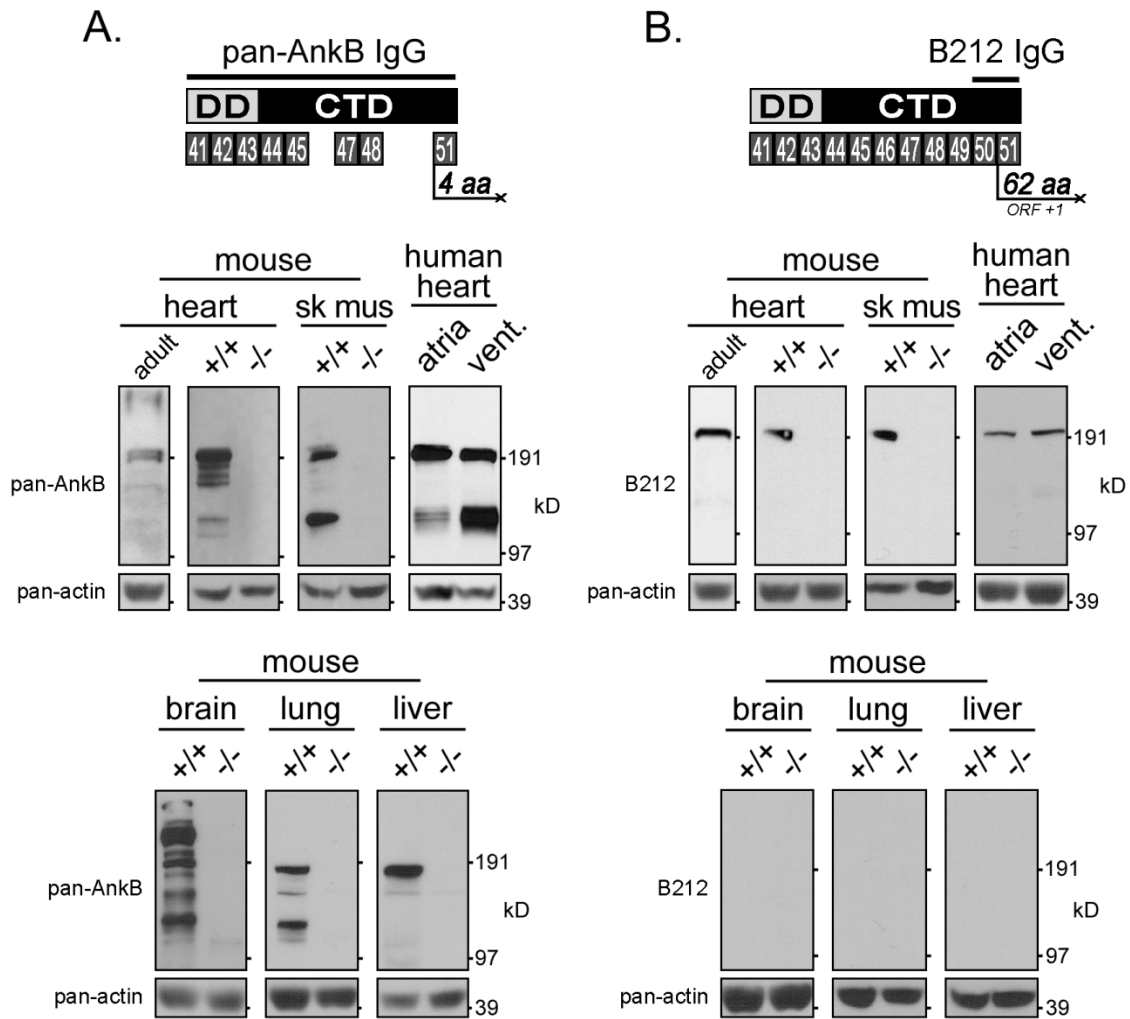 A.
pan-AnkB IgG
DD CTD
41 42 43 44 45 47 48 51
4 aa
mouse
human heart
heart
sk mus
adult +/+ -/- +/+ -/- atria vent.
pan-AnkB
191
kD
97
pan-actin
39
mouse
brain lung liver
+/+ -/- +/+ -/- +/+ -/-
pan-AnkB
191
kD
97
pan-actin
39
B.
B212 IgG
DD CTD
41 42 43 44 45 46 47 48 49 50 51
62 aa
ORF +1
mouse
human heart
heart
sk mus
adult +/+ -/- +/+ -/- atria vent.
B212
191
kD
97
pan-actin
39
mouse
brain lung liver
+/+ -/- +/+ -/- +/+ -/-
B212
191
kD
97
pan-actin
39